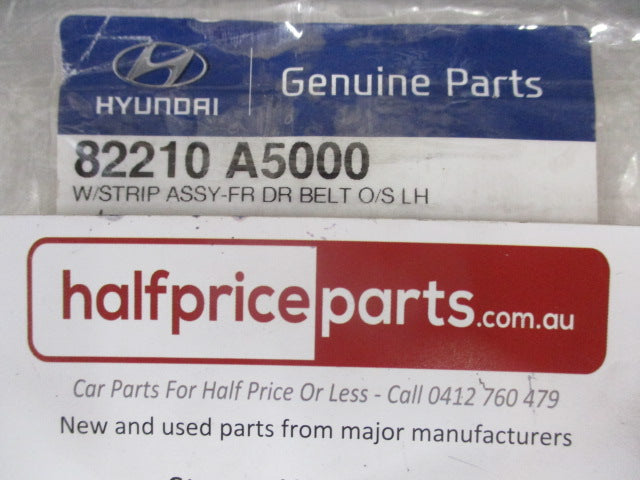 HYUNDAI
Genuine Parts
82210 A5000
W/STRIP ASSY-FR DR BELT O/S LH
halfpriceparts.com.au
Car Parts For Half Price Or Less - Call 0412 760 479
New and used parts from major manufacturers